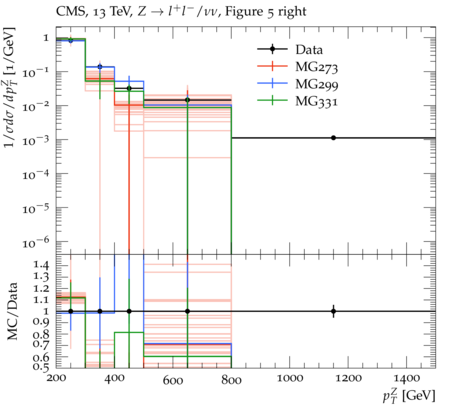 CMS, 13 TeV, Z → l⁺l⁻/νν, Figure 5 right
1/σdσ/dp_T^Z [1/GeV]
1
10⁻¹
10⁻²
10⁻³
10⁻⁴
10⁻⁵
10⁻⁶
Data
MG273
MG299
MG331
MC/Data
1.4
1.3
1.2
1.1
1
0.9
0.8
0.7
0.6
0.5
200 400 600 800 1000 1200 1400
p_T^Z [GeV]